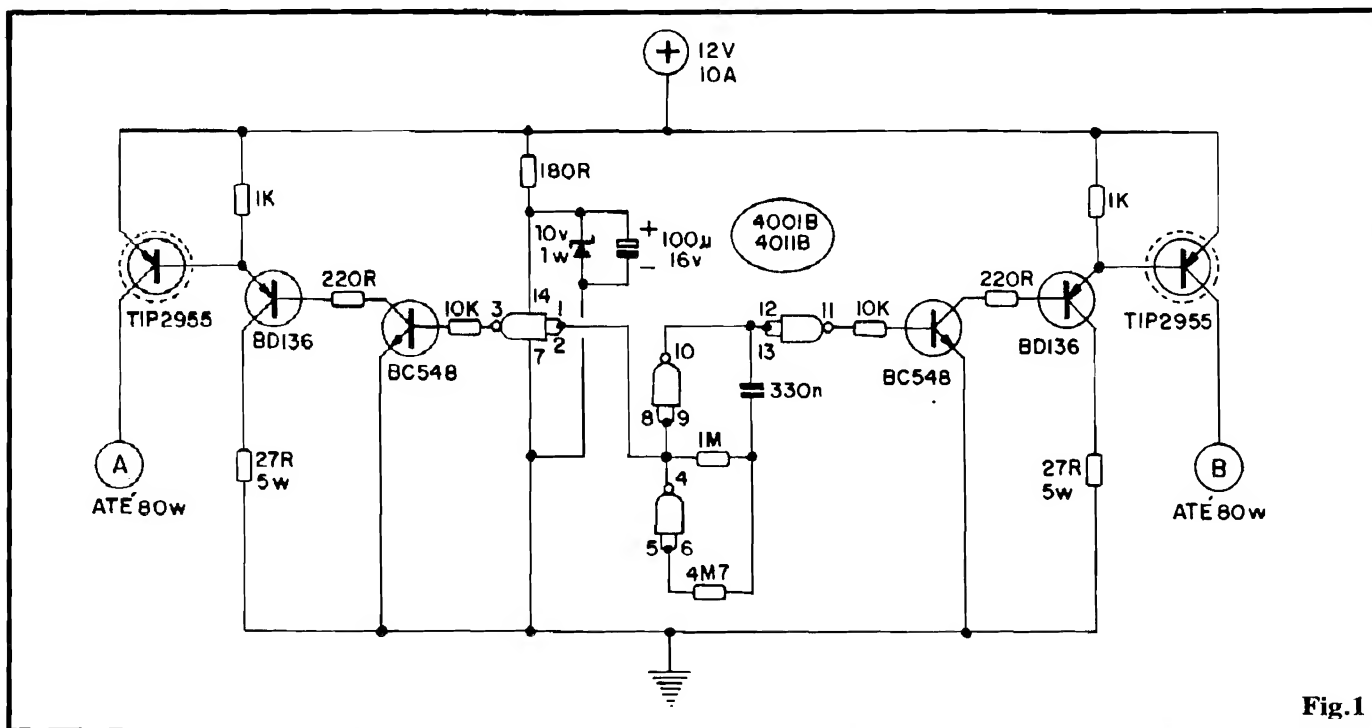 + 12V
10A
180R
1K
10v
1w
+ 100µ
- 16v
4001B
4011B
1K
TIP2955
BD136
220R
BC548
10K
3
14
1
2
7
12
13
11
10K
BC548
220R
BD136
TIP2955
10
8 9
330n
1M
4
5 6
4M7
27R
5w
A
ATÉ 80w
27R
5w
B
ATÉ 80w
Fig.1